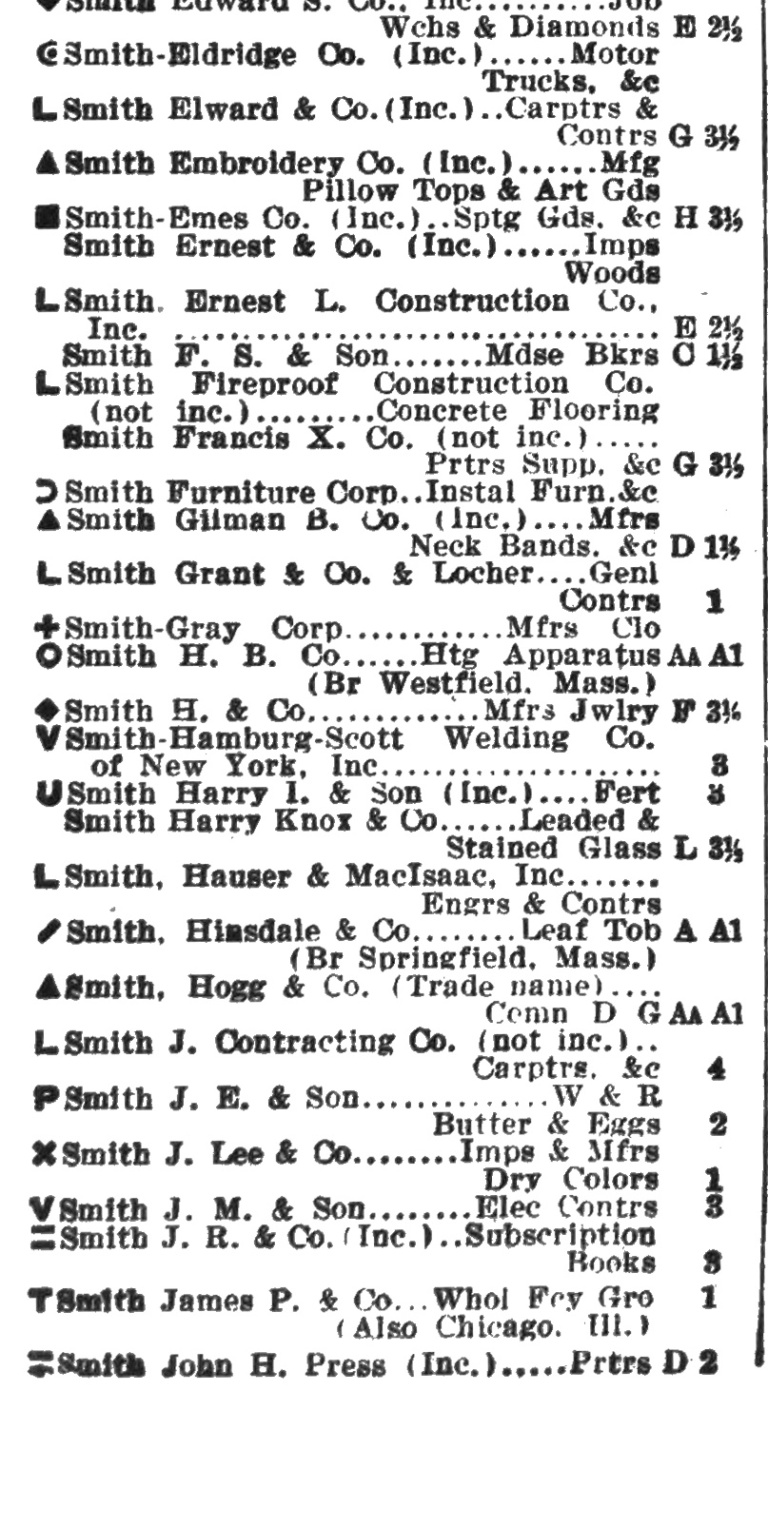 ◆Smith Edward S. Co., Inc..........Job
Wchs & Diamonds E 2½
Smith-Eldridge Co. (Inc.)......Motor
Trucks, &c
L Smith Elward & Co.(Inc.)..Carptrs &
Contrs G 3½
▲Smith Embroidery Co. (Inc.)......Mfg
Pillow Tops & Art Gds
■Smith-Emes Co. (Inc.)..Sptg Gds, &c H 3½
Smith Ernest & Co. (Inc.)......Imps
Woods
L Smith, Ernest L. Construction Co.,
Inc. .................................... E 2½
Smith F. S. & Son.......Mdse Bkrs C 1½
L Smith Fireproof Construction Co.
(not inc.).........Concrete Flooring
Smith Francis X. Co. (not inc.).....
Prtrs Supp, &c G 3½
Smith Furniture Corp..Instal Furn,&c
▲Smith Gilman B. Co. (Inc.)....Mfrs
Neck Bands, &c D 1½
L Smith Grant & Co. & Locher....Genl
Contrs 1
✚Smith-Gray Corp............Mfrs Clo
O Smith H. B. Co......Htg Apparatus AA A1
(Br Westfield, Mass.)
◆Smith H. & Co.............Mfrs Jwlry F 3½
V Smith-Hamburg-Scott Welding Co.
of New York, Inc..................... 3
U Smith Harry I. & Son (Inc.)....Fert 3
Smith Harry Knox & Co......Leaded &
Stained Glass L 3½
L Smith, Hauser & MacIsaac, Inc.......
Engrs & Contrs
Smith, Hinsdale & Co........Leaf Tob A A1
(Br Springfield, Mass.)
▲Smith, Hogg & Co. (Trade name)....
Comn D G AA A1
L Smith J. Contracting Co. (not inc.)..
Carptrs, &c 4
P Smith J. E. & Son..............W & R
Butter & Eggs 2
✖Smith J. Lee & Co.........Imps & Mfrs
Dry Colors 1
V Smith J. M. & Son........Elec Contrs 3
Smith J. R. & Co. (Inc.)..Subscription
Books 3
T Smith James P. & Co...Whol Fcy Gro 1
(Also Chicago, Ill.)
Smith John H. Press (Inc.).....Prtrs D 2